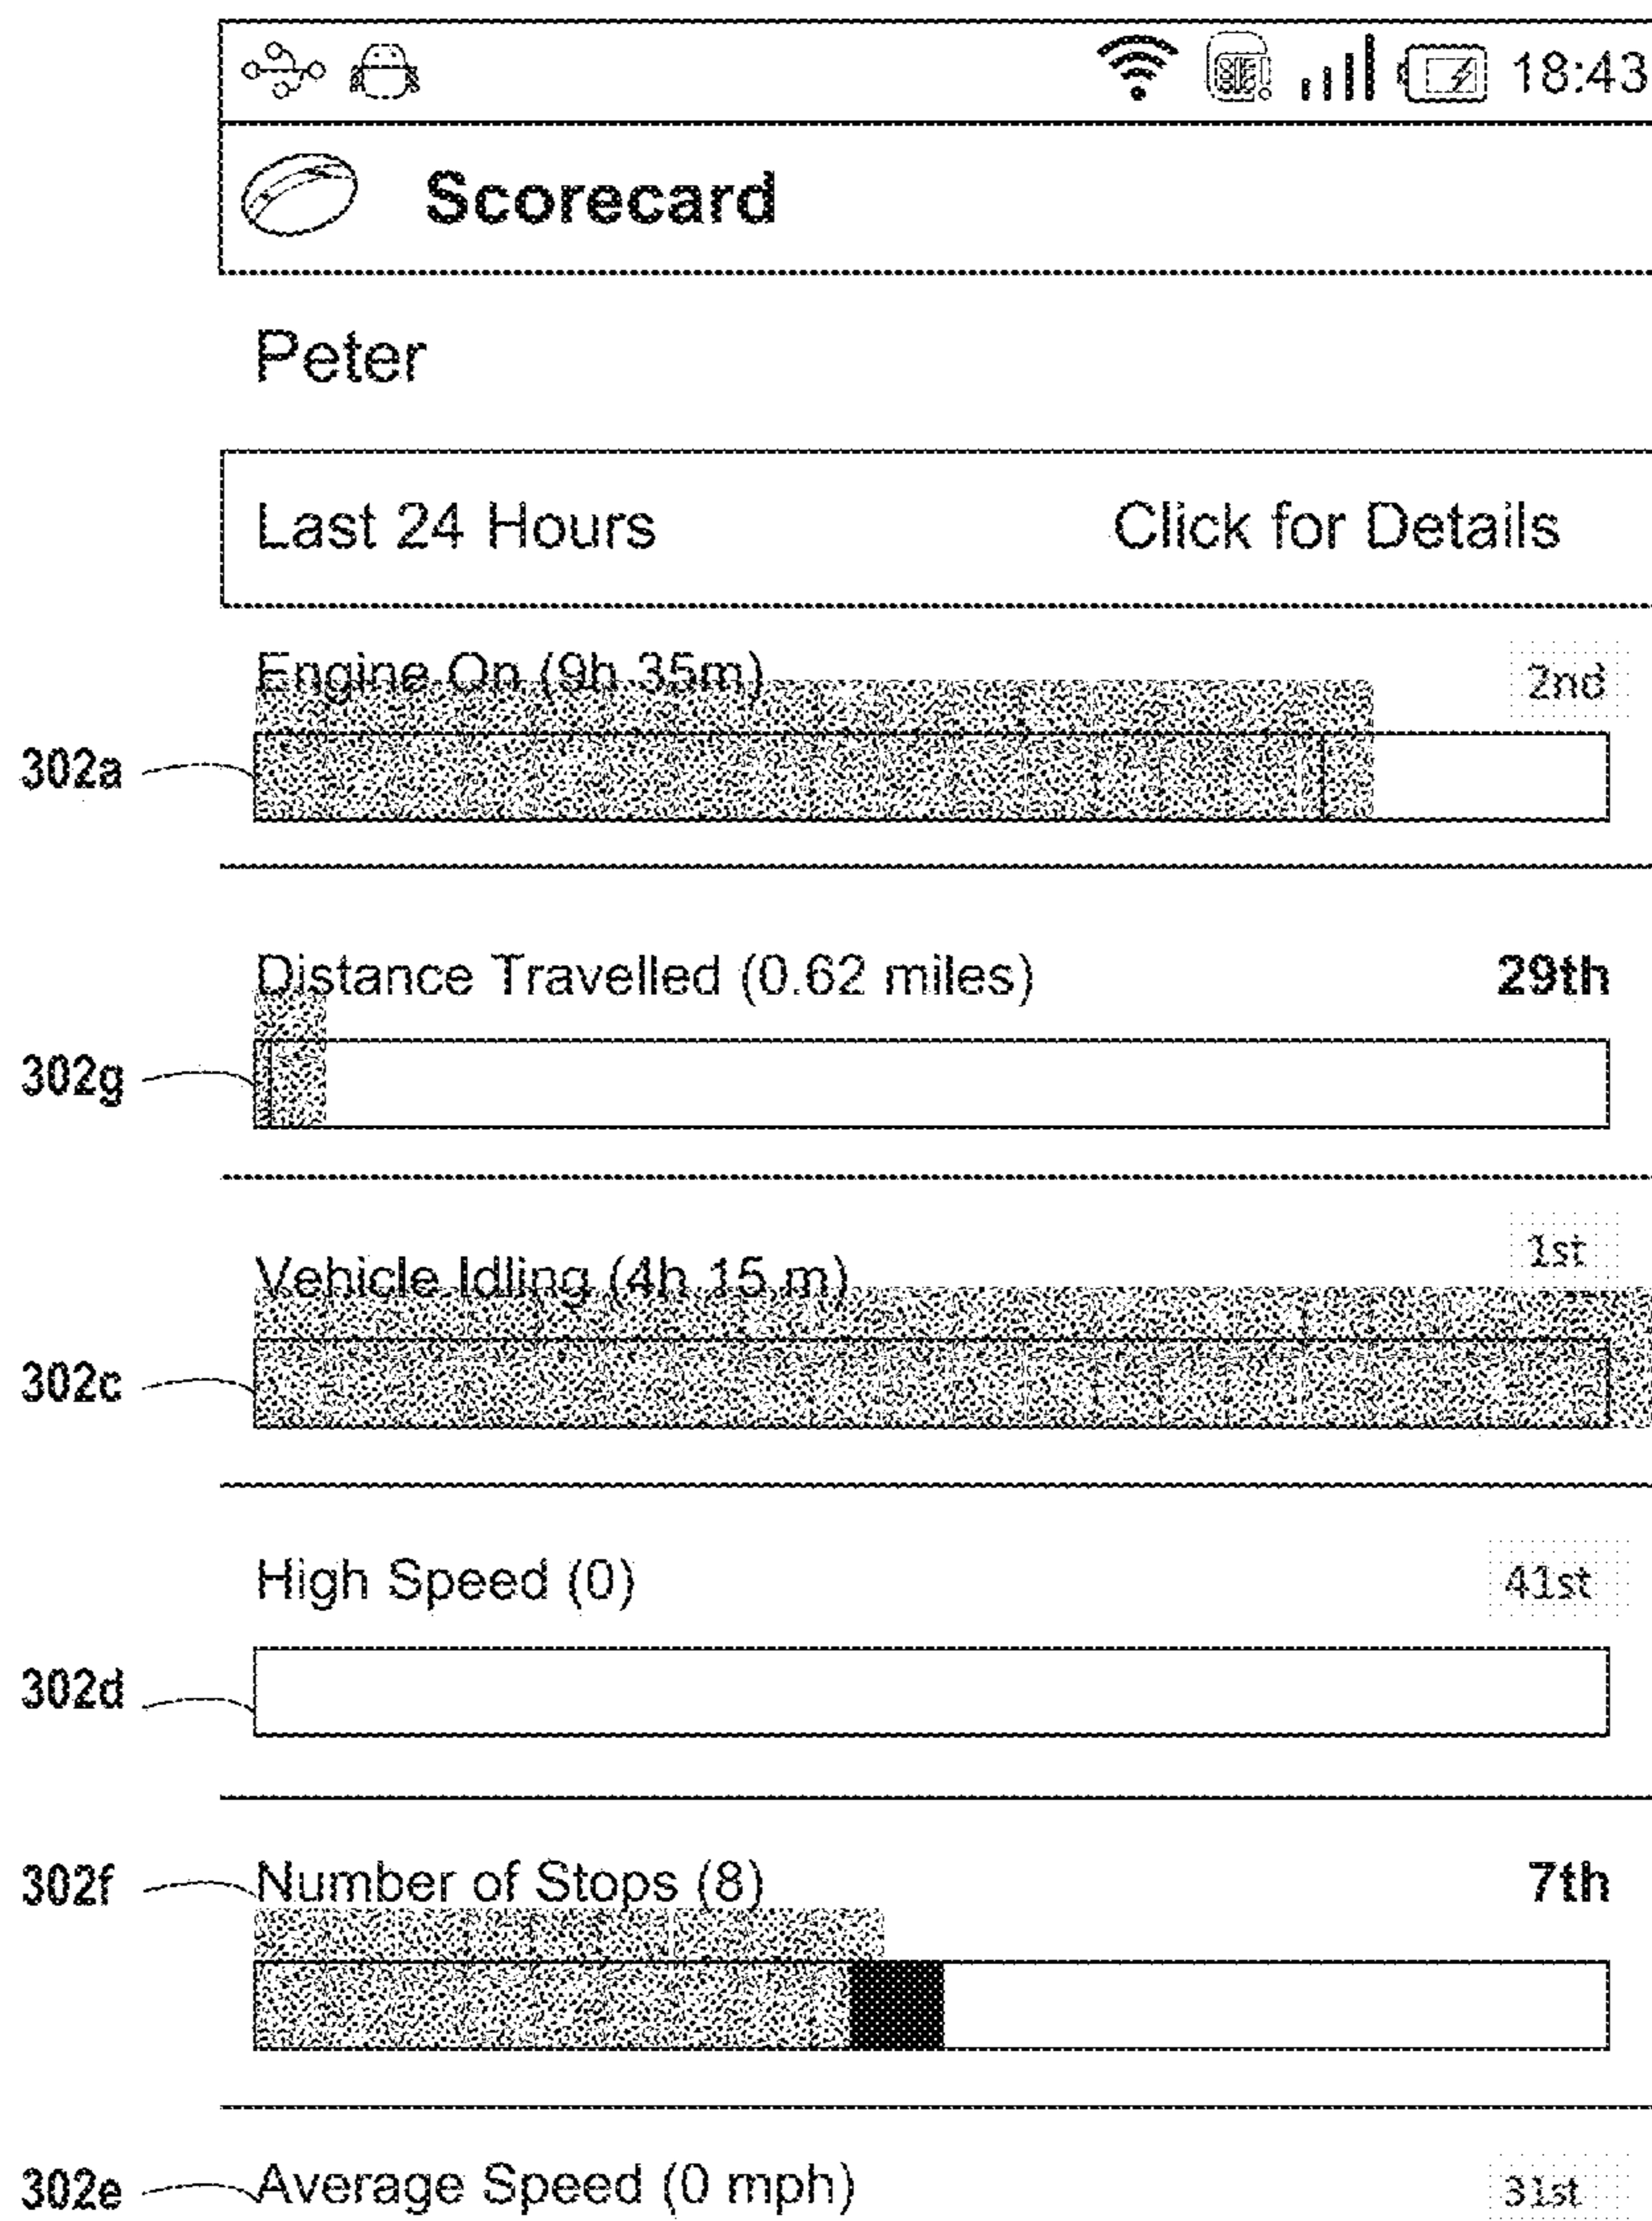 18:43
Scorecard
Peter
Last 24 Hours Click for Details
Engine On (9h 35m) 2nd
302a
Distance Travelled (0.62 miles) 29th
302g
Vehicle Idling (4h 15 m) 1st
302c
High Speed (0) 41st
302d
302f Number of Stops (8) 7th
302e Average Speed (0 mph) 31st